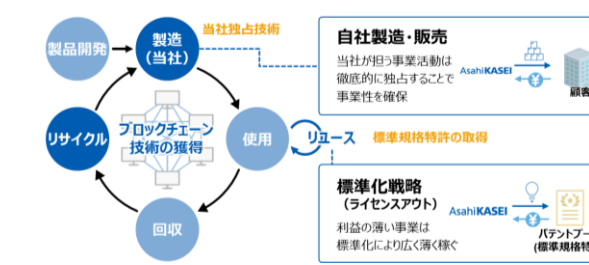 製品開発
製造
（当社）
当社独占技術
自社製造・販売
当社が担う事業活動は
徹底的に独占することで
事業性を確保
AsahiKASEI
¥
顧客
リサイクル
ブロックチェーン
技術の獲得
使用
リユース
標準規格特許の取得
回収
標準化戦略
（ライセンスアウト）
利益の薄い事業は
標準化により広く薄く稼ぐ
AsahiKASEI
¥
パテントプー
(標準規格特